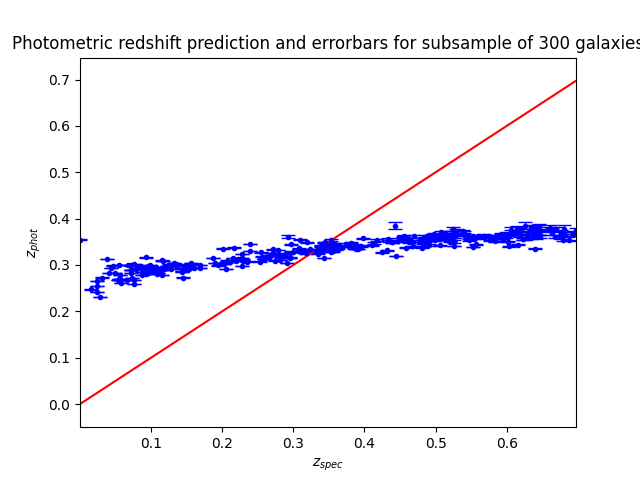 Photometric redshift prediction and errorbars for subsample of 300 galaxies
0.7
0.6
0.5
0.4
0.3
0.2
0.1
0.0
z_phot
0.1 0.2 0.3 0.4 0.5 0.6
z_spec